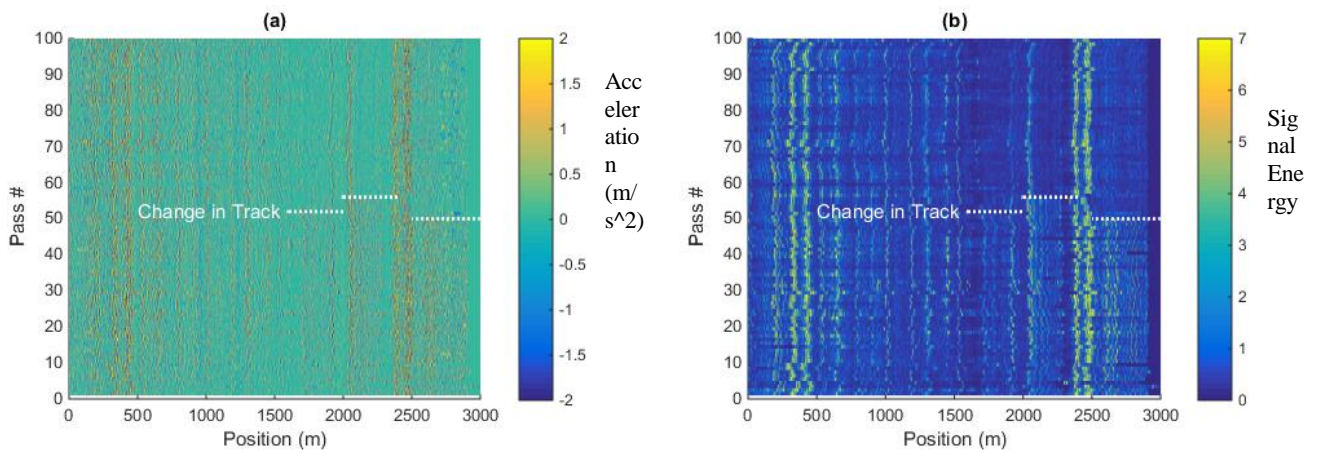 (a)
100
90
80
70
60
50
40
30
20
10
0
Pass #
Change in Track
0 500 1000 1500 2000 2500 3000
Position (m)
2
1.5
1
0.5
0
-0.5
-1
-1.5
-2
Acc
eler
atio
n
(m/
s^2)
(b)
100
90
80
70
60
50
40
30
20
10
0
Pass #
Change in Track
0 500 1000 1500 2000 2500 3000
Position (m)
7
6
5
4
3
2
1
0
Sig
nal
Ene
rgy